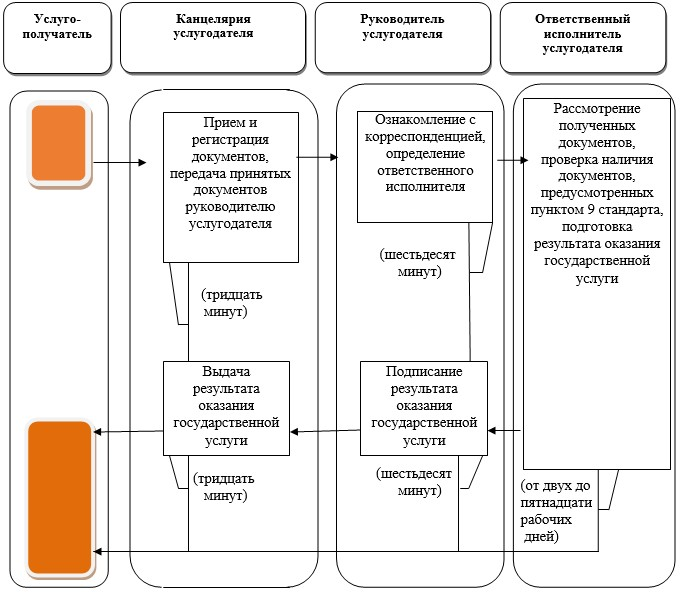 Услуго-
получатель
Канцелярия
услугодателя
Руководитель
услугодателя
Ответственный
исполнитель
услугодателя
Прием и
регистрация
документов,
передача принятых
документов
руководителю
услугодателя
(тридцать
минут)
Ознакомление с
корреспонденцией,
определение
ответственного
исполнителя
(шестьдесят
минут)
Рассмотрение
полученных
документов,
проверка наличия
документов,
предусмотренных
пунктом 9 стандарта,
подготовка
результата оказания
государственной
услуги
(от двух до
пятнадцати
рабочих
дней)
Подписание
результата
оказания
государственной
услуги
(шестьдесят
минут)
Выдача
результата
оказания
государственной
услуги
(тридцать
минут)